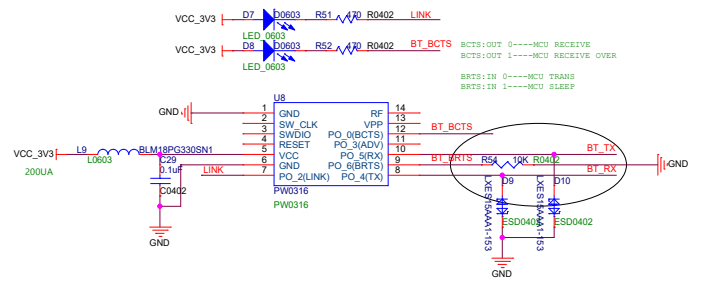 VCC_3V3 D7 D0603 R51 470 R0402 LINK
LED_0603
VCC_3V3 D8 D0603 R52 470 R0402 BT_BCTS
LED_0603
BCTS:OUT 0----MCU RECEIVE
BCTS:OUT 1----MCU RECEIVE OVER
BRTS:IN 0----MCU TRANS
BRTS:IN 1----MCU SLEEP
U8
GND 1 GND RF 14
2 SW_CLK VPP 13
3 SWDIO PO_0(BCTS) 12 BT_BCTS
4 RESET PO_3(ADV) 11
VCC_3V3 L9 BLM18PG330SN1 5 VCC PO_5(RX) 10 BT_TX
L0603 C29 6 GND PO_6(BRTS) 9 BT_BRTS R54 10K R0402 GND
200UA 0.1uF LINK 7 PO_2(LINK) PO_4(TX) 8 BT_RX
C0402
PW0316
PW0316
GND
D9 D10
LXES15AAA1-153
LXES15AAA1-153
ESD0402 ESD0402
GND